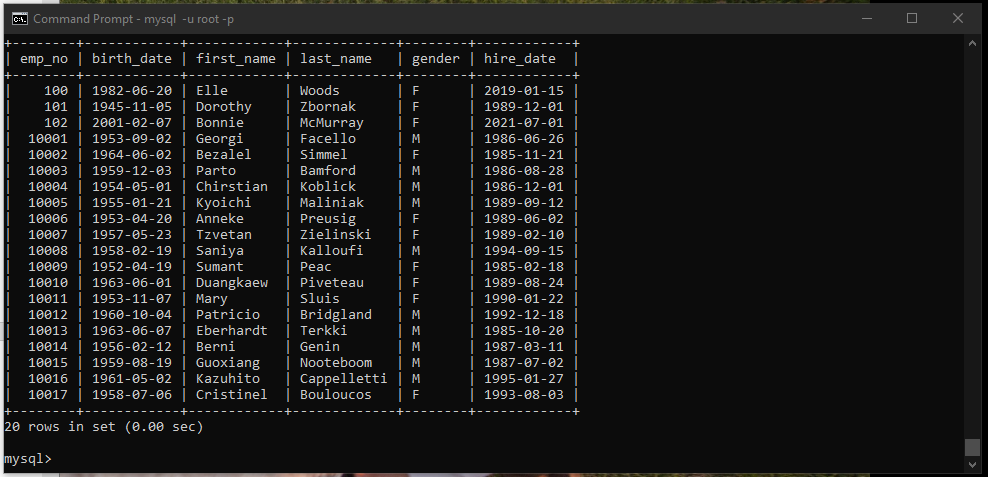 Command Prompt - mysql  -u root -p
+--------+------------+------------+-------------+--------+------------+
| emp_no | birth_date | first_name | last_name   | gender | hire_date  |
+--------+------------+------------+-------------+--------+------------+
|    100 | 1982-06-20 | Elle       | Woods       | F      | 2019-01-15 |
|    101 | 1945-11-05 | Dorothy    | Zbornak     | F      | 1989-12-01 |
|    102 | 2001-02-07 | Bonnie     | McMurray    | F      | 2021-07-01 |
|  10001 | 1953-09-02 | Georgi     | Facello     | M      | 1986-06-26 |
|  10002 | 1964-06-02 | Bezalel    | Simmel      | F      | 1985-11-21 |
|  10003 | 1959-12-03 | Parto      | Bamford     | M      | 1986-08-28 |
|  10004 | 1954-05-01 | Chirstian  | Koblick     | M      | 1986-12-01 |
|  10005 | 1955-01-21 | Kyoichi    | Maliniak    | M      | 1989-09-12 |
|  10006 | 1953-04-20 | Anneke     | Preusig     | F      | 1989-06-02 |
|  10007 | 1957-05-23 | Tzvetan    | Zielinski   | F      | 1989-02-10 |
|  10008 | 1958-02-19 | Saniya     | Kalloufi    | M      | 1994-09-15 |
|  10009 | 1952-04-19 | Sumant     | Peac        | F      | 1985-02-18 |
|  10010 | 1963-06-01 | Duangkaew  | Piveteau    | F      | 1989-08-24 |
|  10011 | 1953-11-07 | Mary       | Sluis       | F      | 1990-01-22 |
|  10012 | 1960-10-04 | Patricio   | Bridgland   | M      | 1992-12-18 |
|  10013 | 1963-06-07 | Eberhardt  | Terkki      | M      | 1985-10-20 |
|  10014 | 1956-02-12 | Berni      | Genin       | M      | 1987-03-11 |
|  10015 | 1959-08-19 | Guoxiang   | Nooteboom   | M      | 1987-07-02 |
|  10016 | 1961-05-02 | Kazuhito   | Cappelletti | M      | 1995-01-27 |
|  10017 | 1958-07-06 | Cristinel  | Bouloucos   | F      | 1993-08-03 |
+--------+------------+------------+-------------+--------+------------+
20 rows in set (0.00 sec)
mysql>